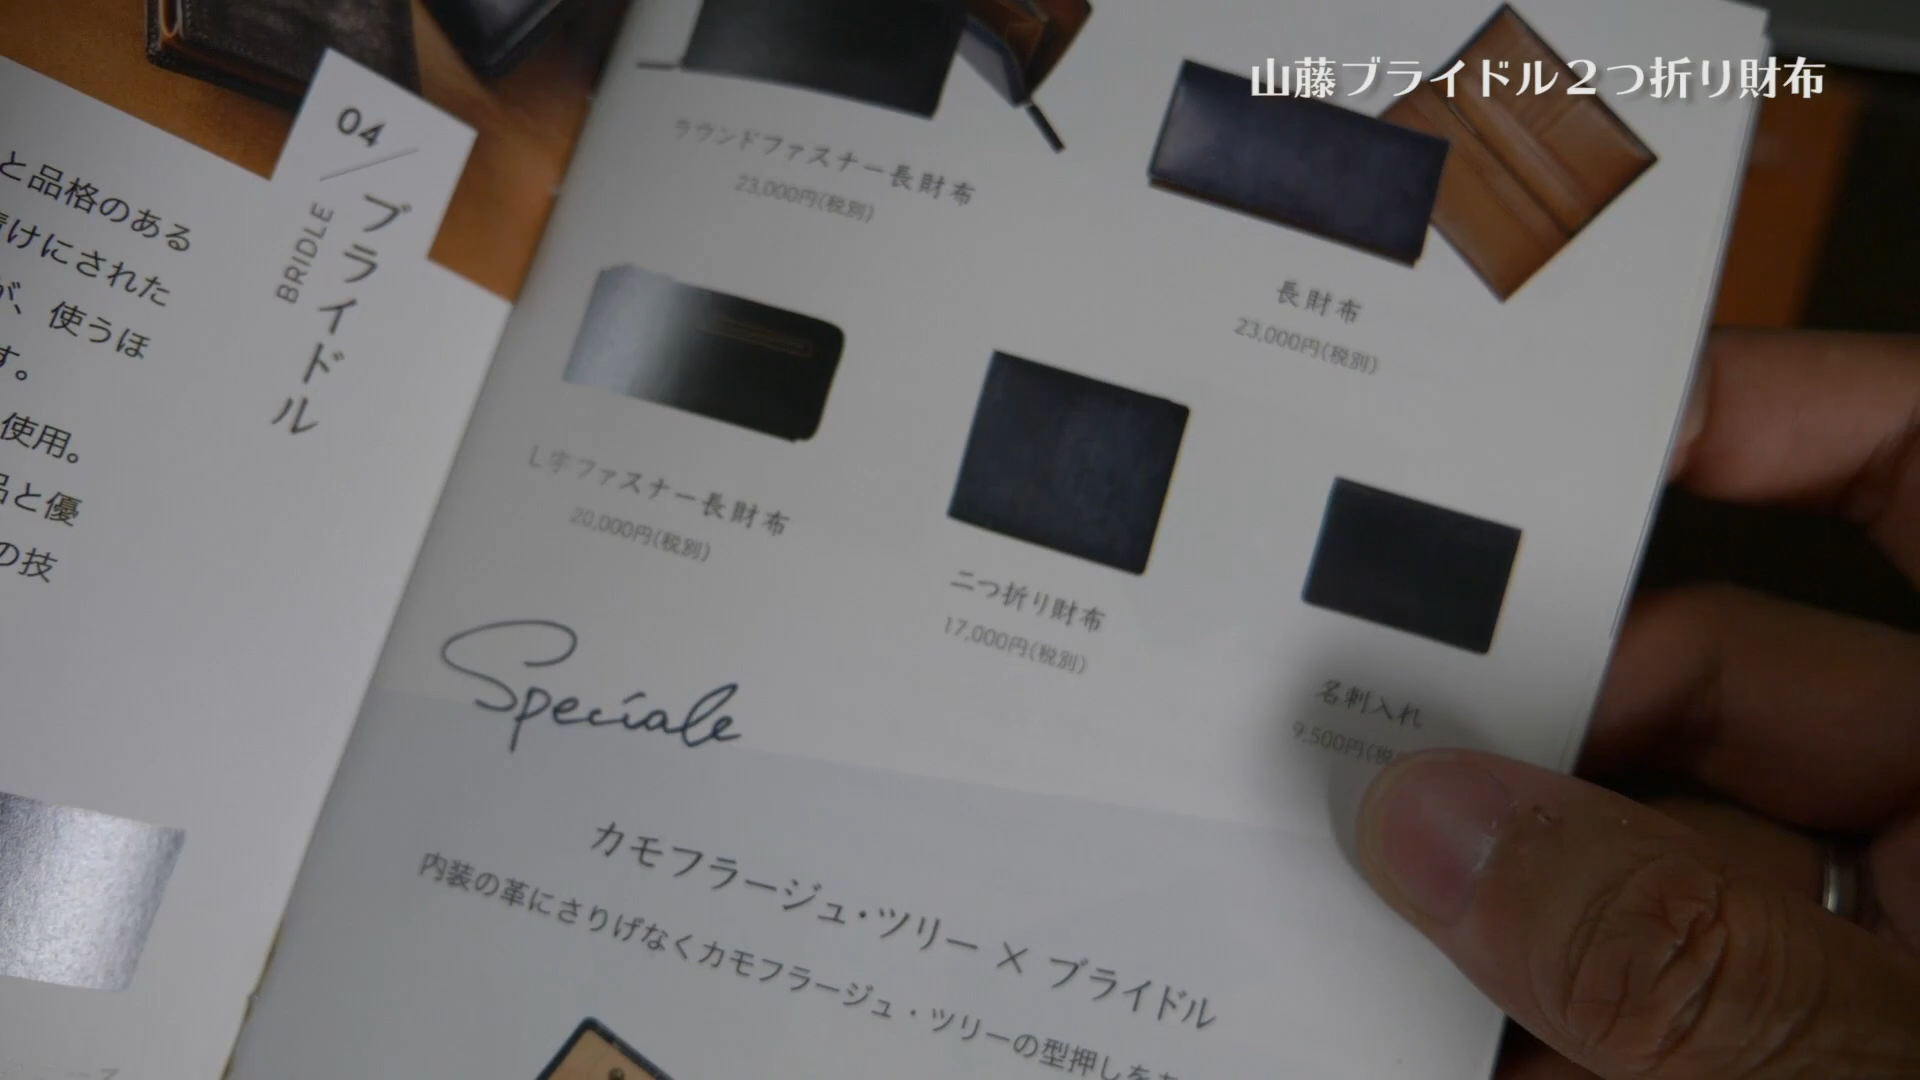 山藤ブライドル２つ折り財布
04
ブライドル
BRIDLE
と品格のある
けにされた
が、使うほ
す。
使用。
品と優
の技
ラウンドファスナー長財布
23,000円(税別)
長財布
23,000円(税別)
L字ファスナー長財布
20,000円(税別)
二つ折り財布
17,000円(税別)
名刺入れ
9,500円(税
Speciale
カモフラージュ・ツリー × ブライドル
内装の革にさりげなくカモフラージュ・ツリーの型押しを